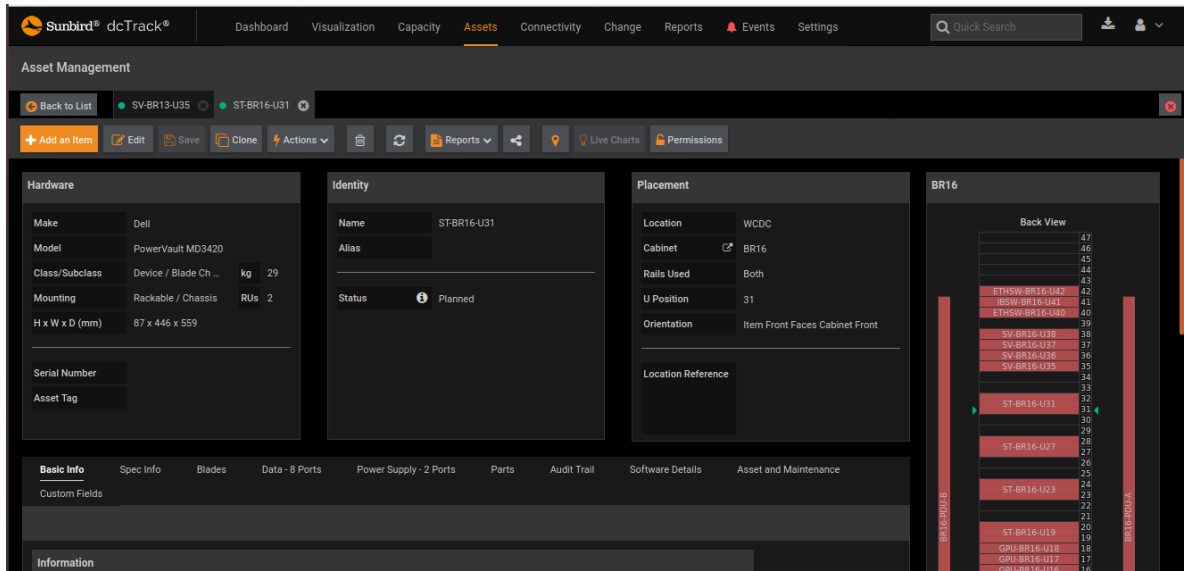 Sunbird® dcTrack® Dashboard Visualization Capacity Assets Connectivity Change Reports Events Settings Quick Search
Asset Management
Back to List SV-BR13-U35 ST-BR16-U31
Add an Item Edit Save Clone Actions Reports Live Charts Permissions
Hardware
Make Dell
Model PowerVault MD3420
Class/Subclass Device / Blade Ch ... kg 29
Mounting Rackable / Chassis RUs 2
H x W x D (mm) 87 x 446 x 559
Serial Number
Asset Tag
Identity
Name ST-BR16-U31
Alias
Status Planned
Placement
Location WCDC
Cabinet BR16
Rails Used Both
U Position 31
Orientation Item Front Faces Cabinet Front
Location Reference
BR16
Back View
47
46
45
44
43
ETHSW-BR16-U42 42
IBSW-BR16-U41 41
ETHSW-BR16-U40 40
39
SV-BR16-U38 38
SV-BR16-U37 37
SV-BR16-U36 36
SV-BR16-U35 35
34
33
32
ST-BR16-U31 31
30
29
28
ST-BR16-U27 27
26
25
24
ST-BR16-U23 23
22
21
20
ST-BR16-U19 19
GPU-BR16-U18 18
GPU-BR16-U17 17
GPU-BR16-U16 16
BR16-PDU-B
BR16-PDU-A
Basic Info Spec Info Blades Data - 8 Ports Power Supply - 2 Ports Parts Audit Trail Software Details Asset and Maintenance
Custom Fields
Information